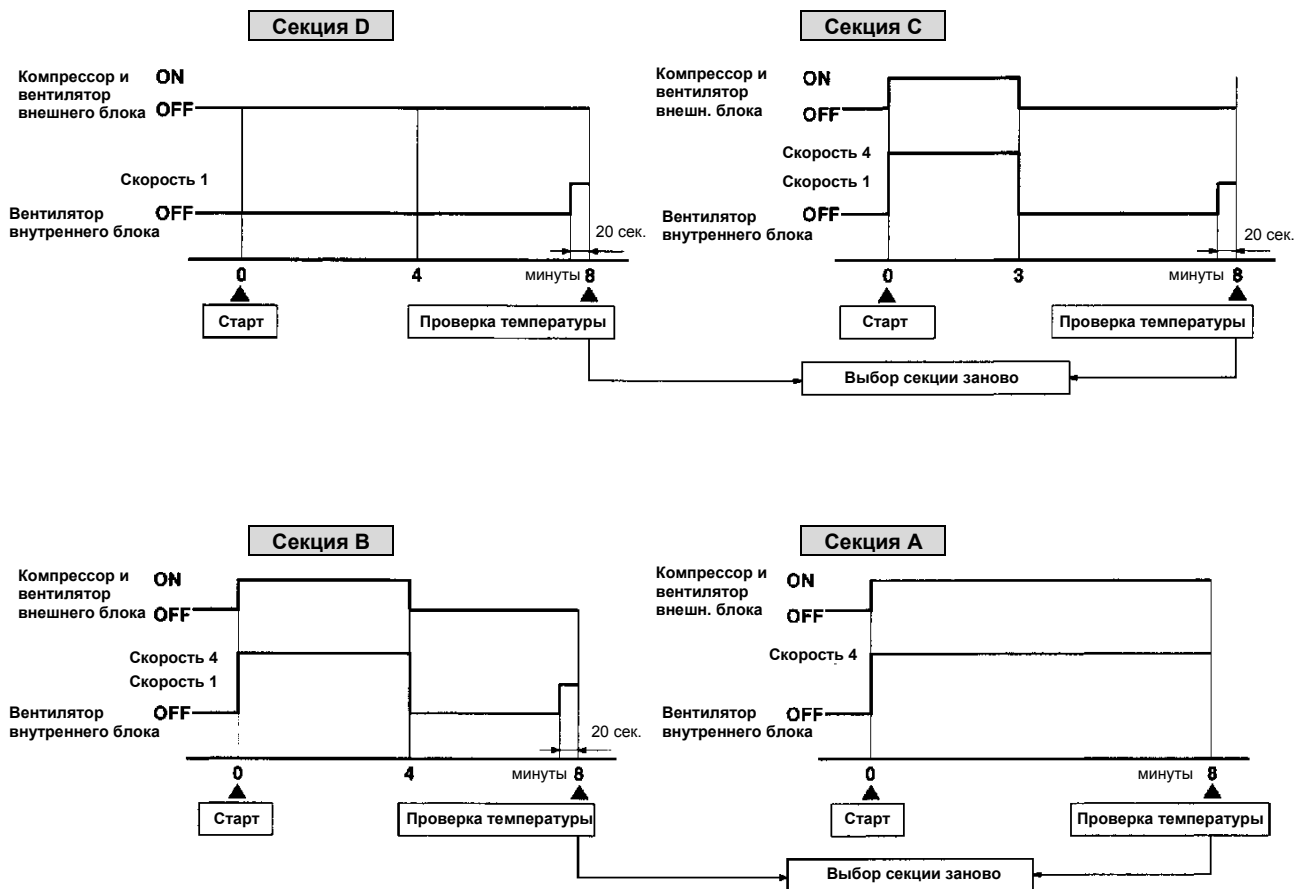 Секция D
Компрессор и
вентилятор
внешнего блока
ON
OFF
Скорость 1
Вентилятор
внутреннего блока
OFF
20 сек.
0
4
минуты 8
Старт
Проверка температуры
Секция C
Компрессор и
вентилятор
внешн. блока
ON
OFF
Скорость 4
Скорость 1
Вентилятор
внутреннего блока
OFF
20 сек.
0
3
минуты 8
Старт
Проверка температуры
Выбор секции заново
Секция B
Компрессор и
вентилятор
внешнего блока
ON
OFF
Скорость 4
Скорость 1
Вентилятор
внутреннего блока
OFF
20 сек.
0
4
минуты 8
Старт
Проверка температуры
Секция A
Компрессор и
вентилятор
внешн. блока
ON
OFF
Скорость 4
Вентилятор
внутреннего блока
OFF
0
минуты 8
Старт
Проверка температуры
Выбор секции заново